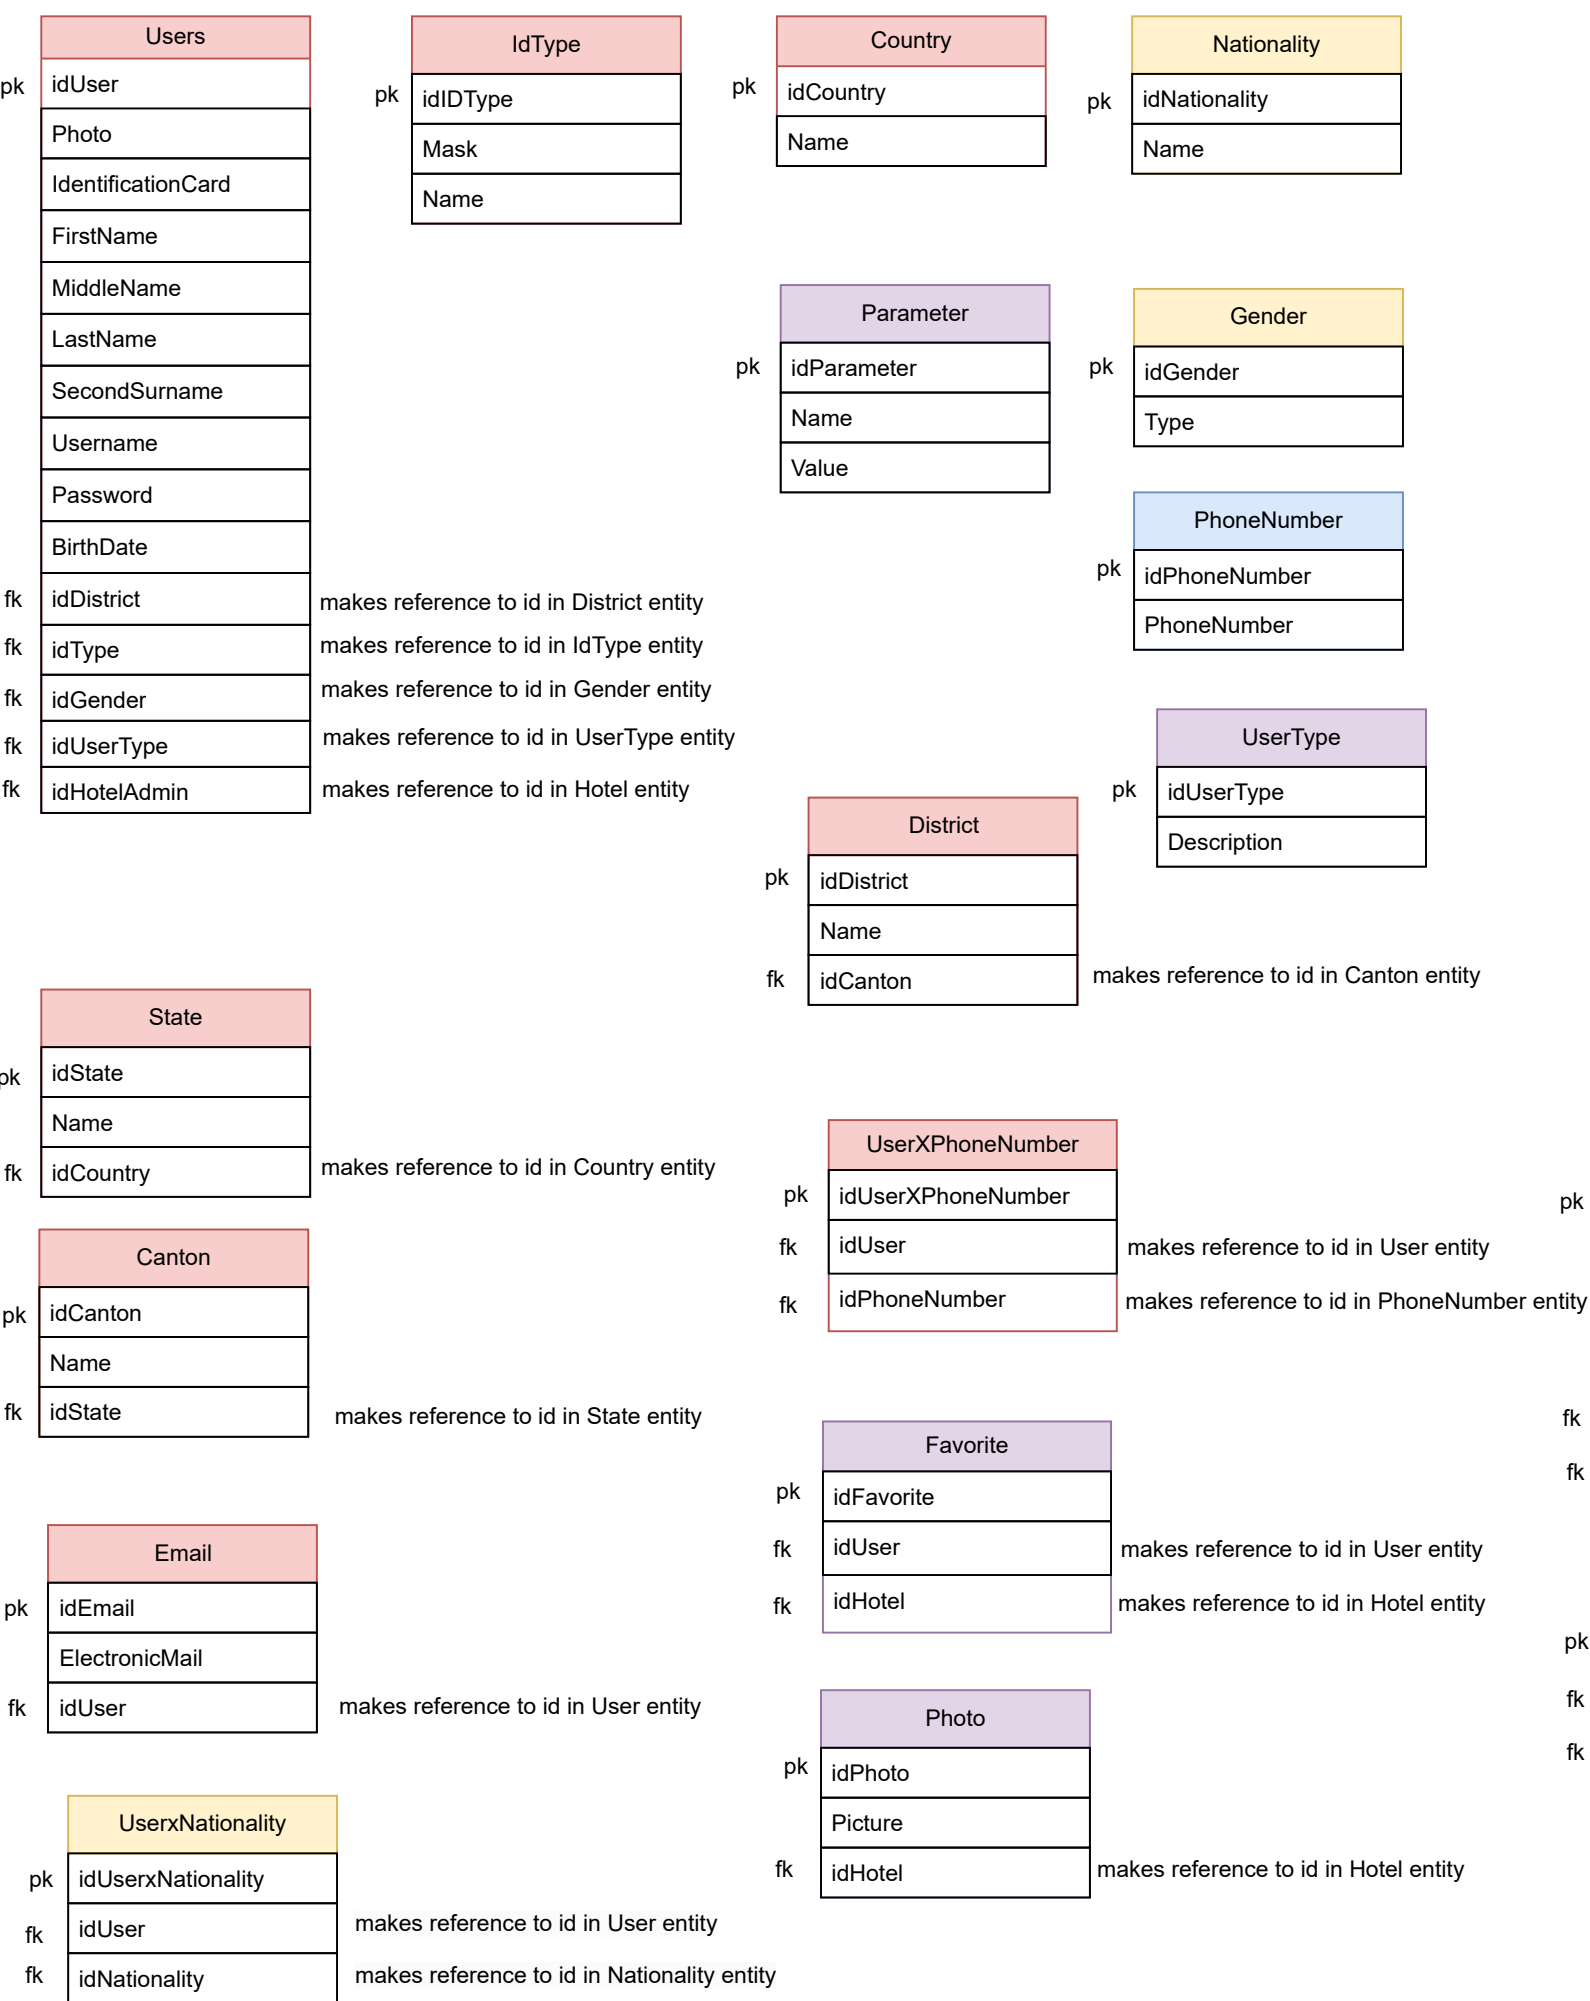 Users
pk idUser
Photo
IdentificationCard
FirstName
MiddleName
LastName
SecondSurname
Username
Password
BirthDate
fk idDistrict makes reference to id in District entity
fk idType makes reference to id in IdType entity
fk idGender makes reference to id in Gender entity
fk idUserType makes reference to id in UserType entity
fk idHotelAdmin makes reference to id in Hotel entity
IdType
pk idIDType
Mask
Name
Country
pk idCountry
Name
Nationality
pk idNationality
Name
Parameter
pk idParameter
Name
Value
Gender
pk idGender
Type
PhoneNumber
pk idPhoneNumber
PhoneNumber
UserType
pk idUserType
Description
District
pk idDistrict
Name
fk idCanton makes reference to id in Canton entity
State
pk idState
Name
fk idCountry makes reference to id in Country entity
Canton
pk idCanton
Name
fk idState makes reference to id in State entity
UserXPhoneNumber
pk idUserXPhoneNumber
fk idUser makes reference to id in User entity
fk idPhoneNumber makes reference to id in PhoneNumber entity
Favorite
pk idFavorite
fk idUser makes reference to id in User entity
fk idHotel makes reference to id in Hotel entity
Email
pk idEmail
ElectronicMail
fk idUser makes reference to id in User entity
Photo
pk idPhoto
Picture
fk idHotel makes reference to id in Hotel entity
UserxNationality
pk idUserxNationality
fk idUser makes reference to id in User entity
fk idNationality makes reference to id in Nationality entity
pk
fk
fk
pk
fk
fk